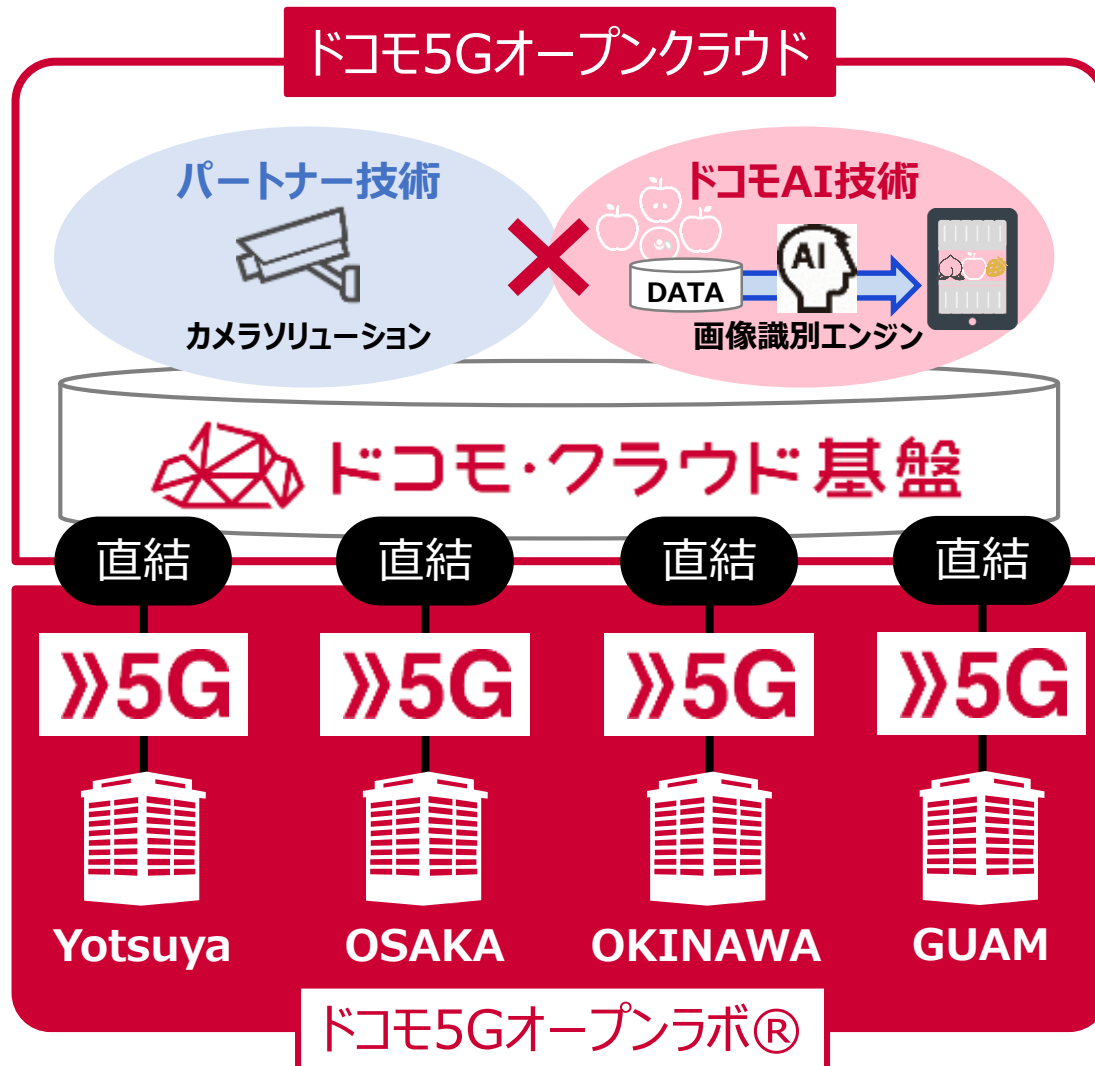 ドコモ5Gオープンクラウド
パートナー技術
ドコモAI技術
AI
DATA
カメラソリューション
画像識別エンジン
ドコモ・クラウド基盤
直結 直結 直結 直結
5G 5G 5G 5G
Yotsuya OSAKA OKINAWA GUAM
ドコモ5Gオープンラボ®